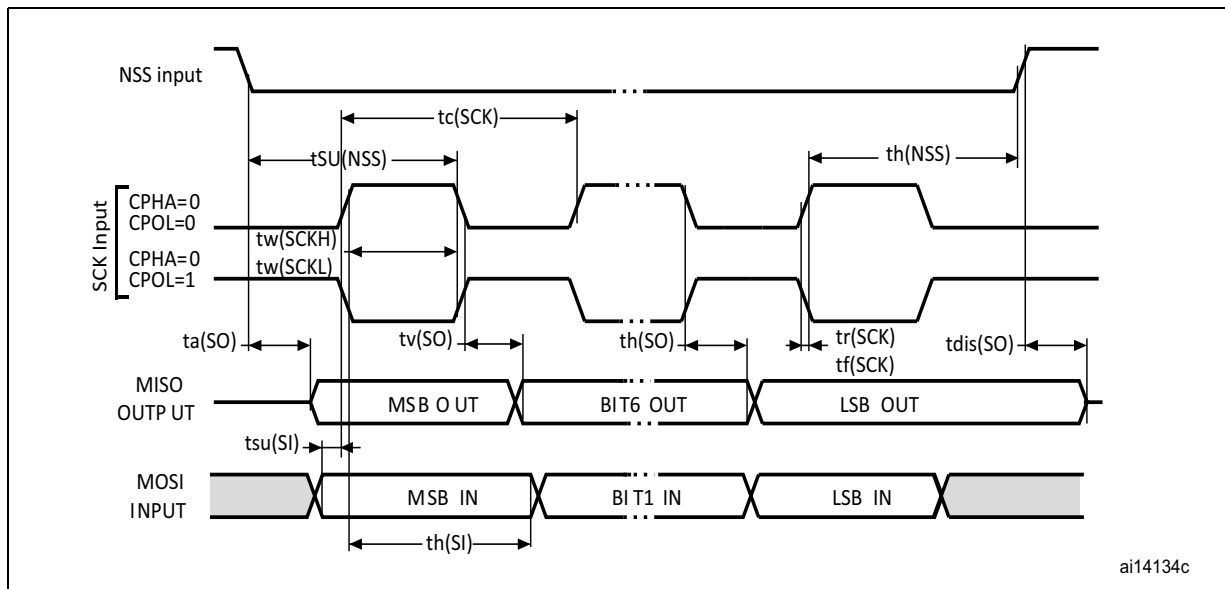 NSS input
tc(SCK)
tSU(NSS)
th(NSS)
SCK Input
CPHA=0
CPOL=0
tw(SCKH)
CPHA=0
tw(SCKL)
CPOL=1
ta(SO)
tv(SO)
th(SO)
tr(SCK)
tf(SCK)
tdis(SO)
MISO
OUTP UT
MSB O UT
BIT6 OUT
LSB OUT
tsu(SI)
MOSI
INPUT
MSB IN
BIT1 IN
LSB IN
th(SI)
ai14134c